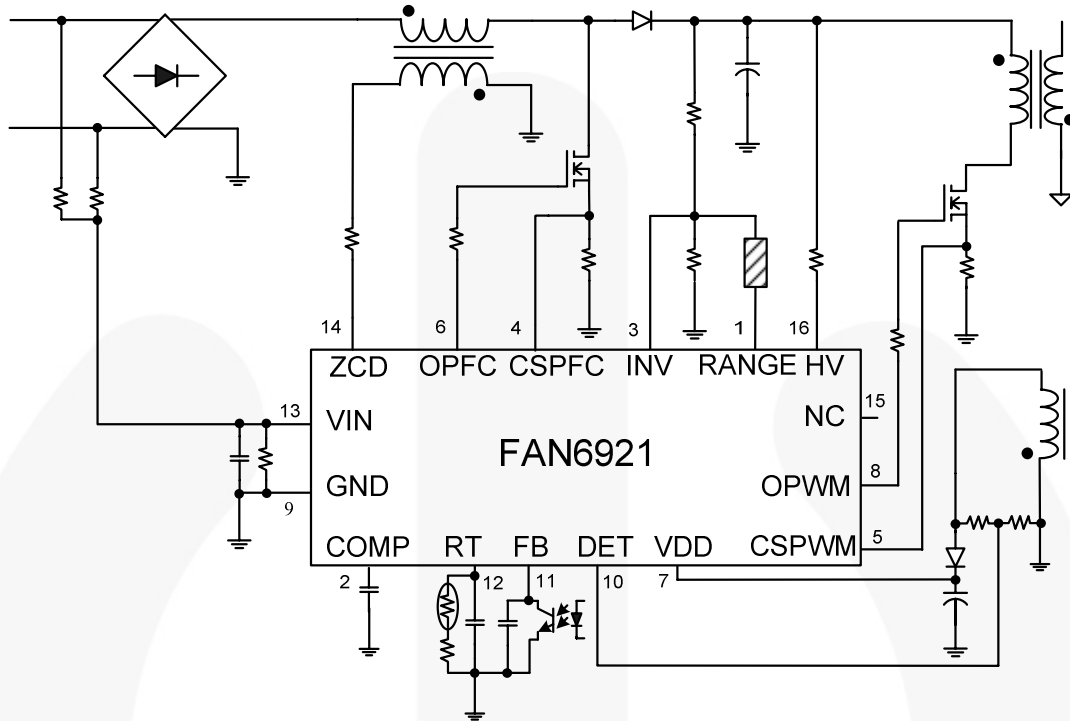 14
6
4
3
1
16
ZCD
OPFC
CSPFC
INV
RANGE
HV
13
VIN
NC
15
FAN6921
GND
9
OPWM
8
COMP
RT
FB
DET
VDD
CSPWM
5
2
12
11
10
7